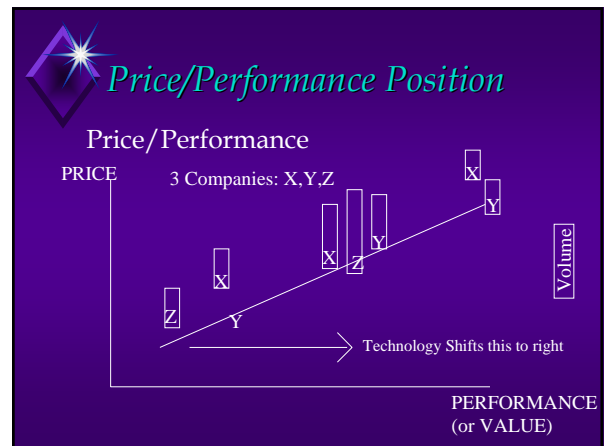 Price/Performance Position
Price/Performance
PRICE
3 Companies: X,Y,Z
X
Y
X
Z
Y
X
Z
Y
Volume
Technology Shifts this to right
PERFORMANCE
(or VALUE)